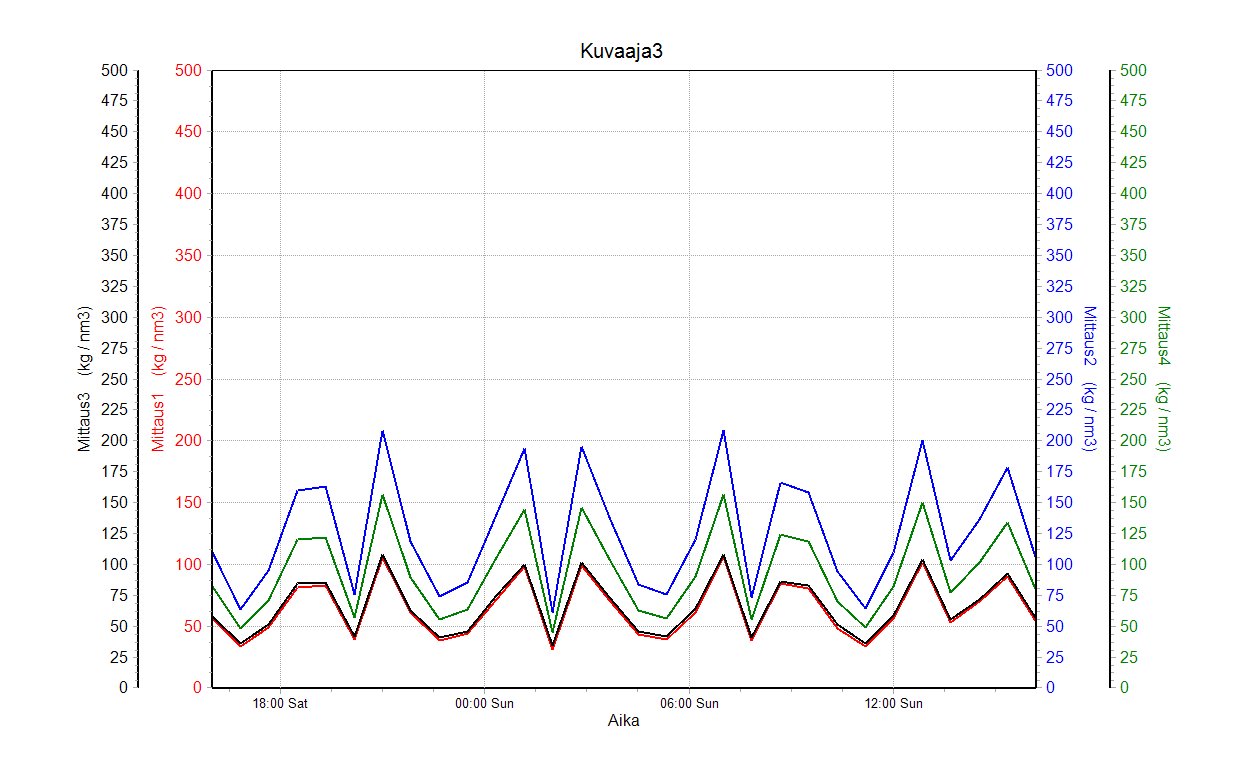 Kuvaaja3
500 500 500 500
475 475 475
450 450 450 450
425 425 425
400 400 400 400
375 375 375
350 350 350 350
325 325 325
300 300 300 300
275 275 275
250 250 250 250
225 225 225
200 200 200 200
175 175 175
150 150 150 150
125 125 125
100 100 100 100
75 75 75
50 50 50 50
25 25 25
0 0 0 0
Mittaus3 (kg / nm3)
Mittaus1 (kg / nm3)
Mittaus2 (kg / nm3)
Mittaus4 (kg / nm3)
18:00 Sat 00:00 Sun 06:00 Sun 12:00 Sun
Aika